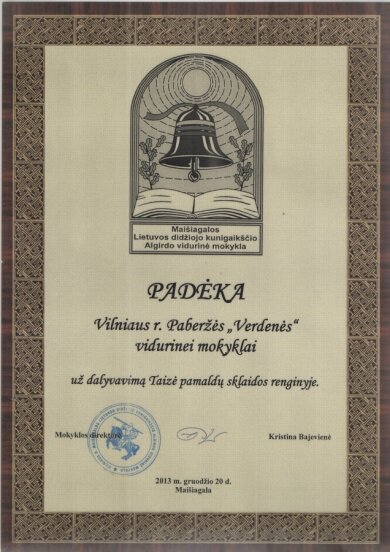 Maišiagalos
Lietuvos didžiojo kunigaikščio
Algirdo vidurinė mokykla
PADĖKA
Vilniaus r. Paberžės „Verdenės“
vidurinei mokyklai
už dalyvavimą Taizė pamaldų sklaidos renginyje.
Mokyklos direktorė
Kristina Bajevienė
2013 m. gruodžio 20 d.
Maišiagala